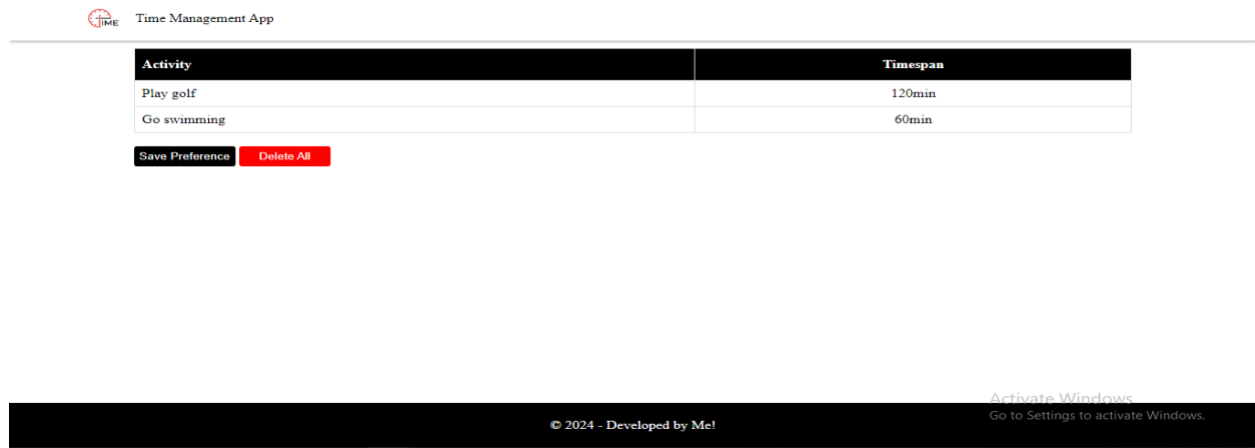 TIME Time Management App
Activity Timespan
Play golf 120min
Go swimming 60min
Save Preference Delete All
Activate Windows
Go to Settings to activate Windows.
© 2024 - Developed by Me!